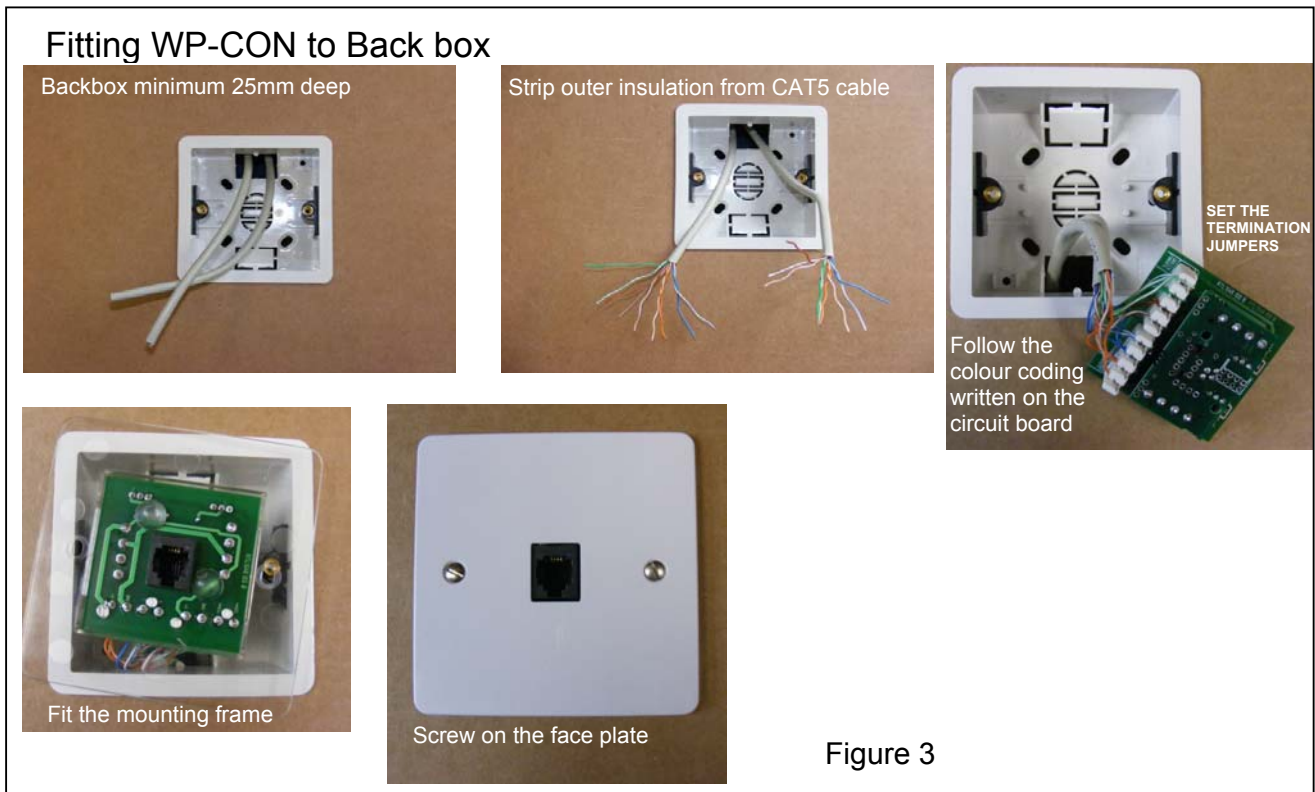 Fitting WP-CON to Back box
Backbox minimum 25mm deep
Strip outer insulation from CAT5 cable
SET THE
TERMINATION
JUMPERS
Follow the
colour coding
written on the
circuit board
Fit the mounting frame
Screw on the face plate
Figure 3